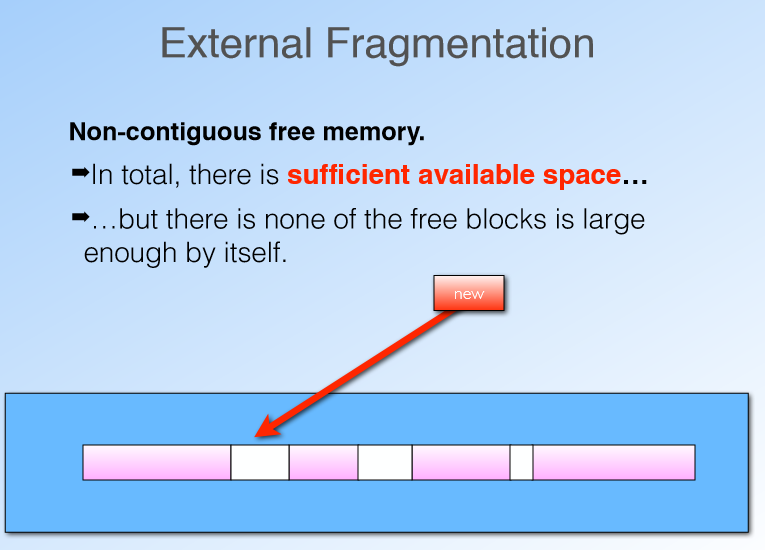 External Fragmentation
Non-contiguous free memory.
➡In total, there is sufficient available space…
➡…but there is none of the free blocks is large
enough by itself.
new